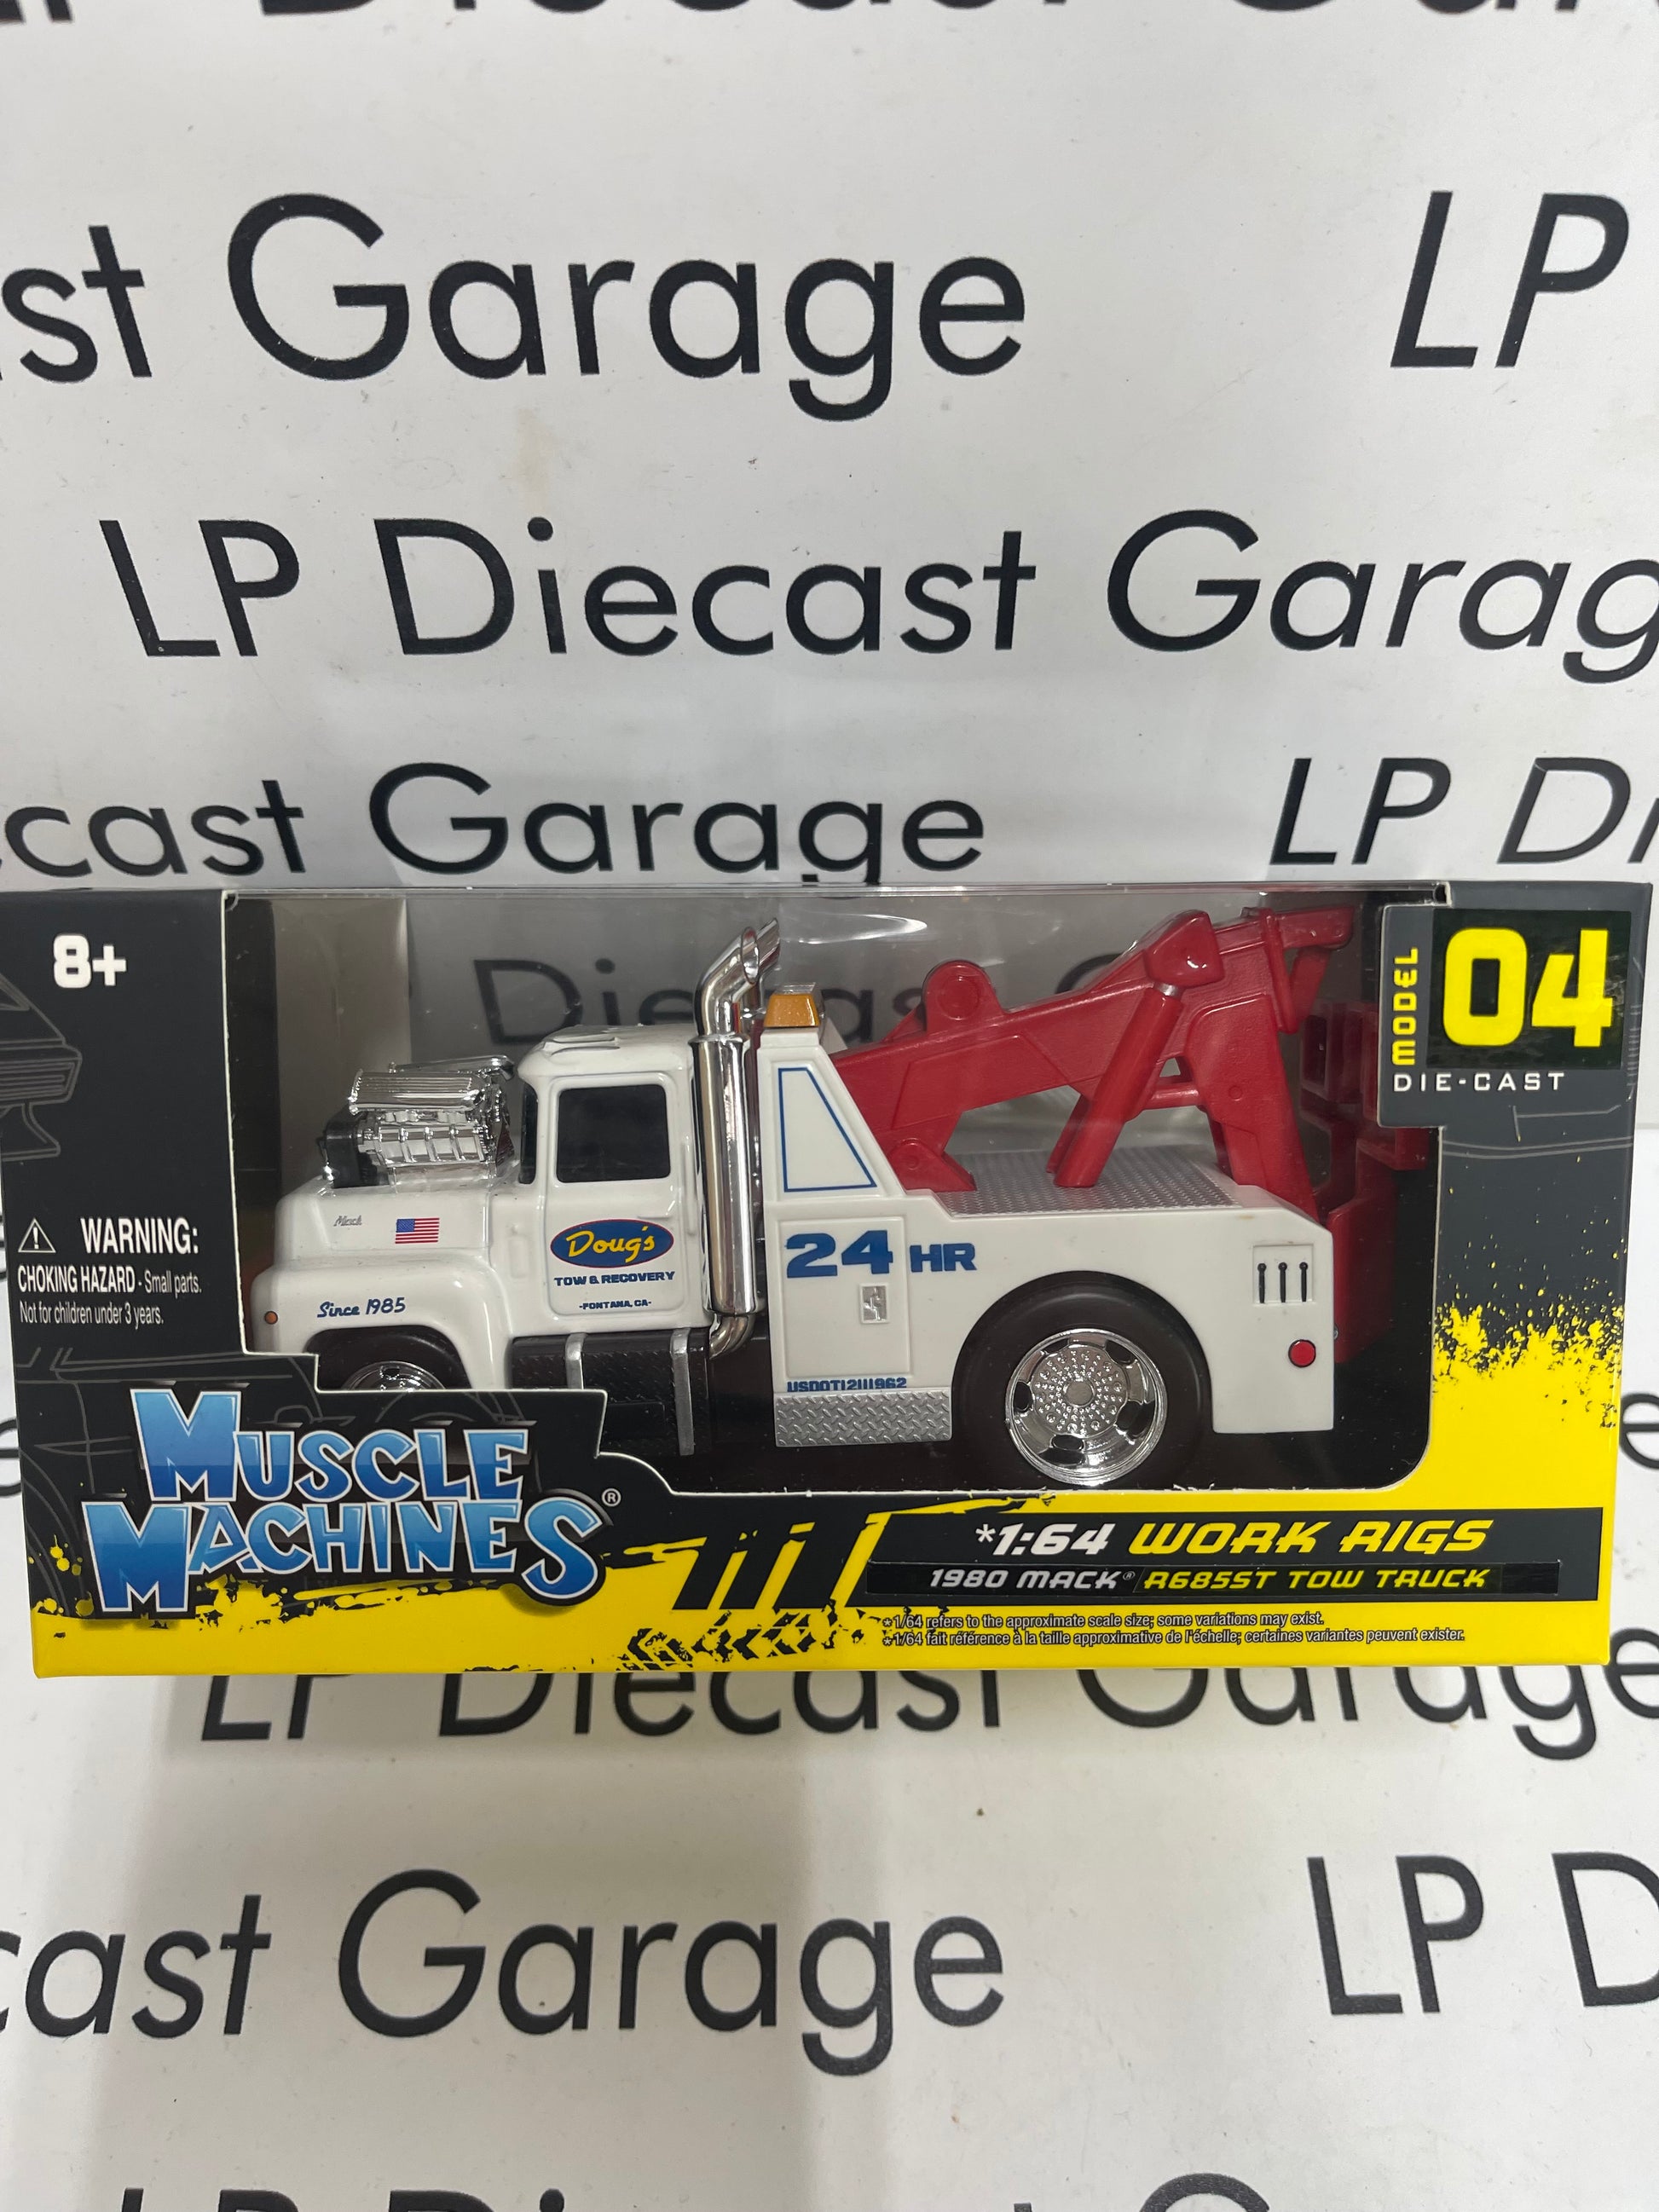 LP Diecast Gar
st Garage LP
LP Diecast Garag
cast Garage LP Di
8+
MODEL 04
DIE-CAST
WARNING:
CHOKING HAZARD - Small parts.
Not for children under 3 years.
Mack
Since 1985
Doug's
TOW & RECOVERY
-FONTANA, CA-
24 HR
USDOT12111962
MUSCLE
MACHINES®
*1:64 WORK RIGS
1980 MACK® R685ST TOW TRUCK
*1/64 refers to the approximate scale size; some variations may exist.
*1/64 fait référence à la taille approximative de l'échelle; certaines variantes peuvent exister.
LP Diecast Garage
cast Garage LP D